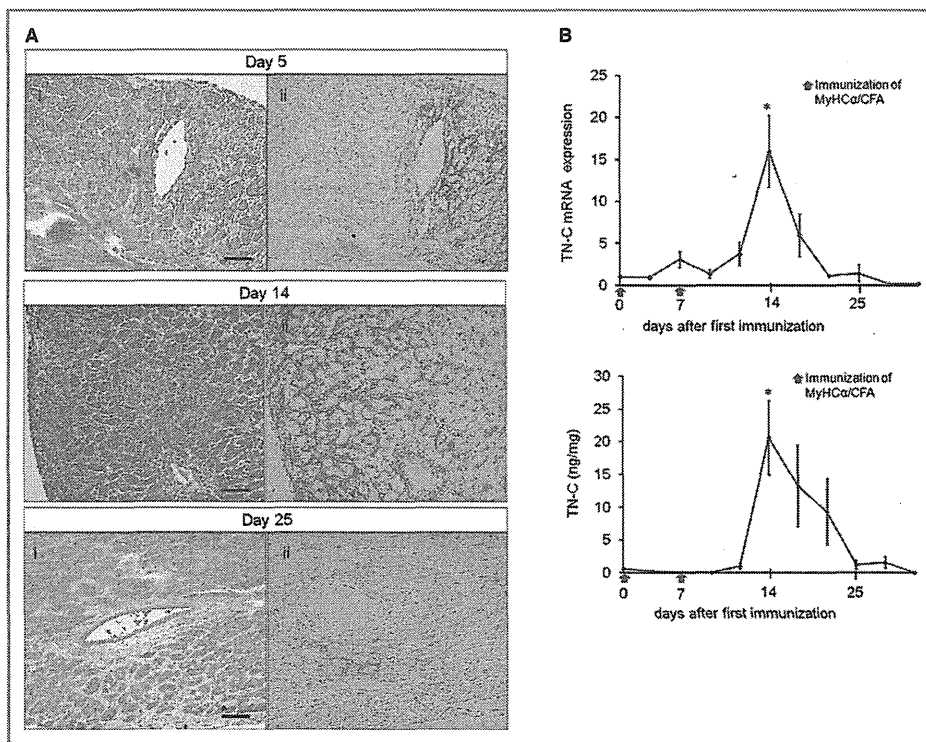 A
Day 5
i
ii
Day 14
i
ii
Day 25
i
ii
B
25
20
15
10
5
0
TN-C mRNA expression
Immunization of
MyHCα/CFA
*
0
7
14
25
days after first immunization
30
25
20
15
10
5
0
TN-C (ng/mg)
Immunization of
MyHCα/CFA
*
0
7
14
25
days after first immunization